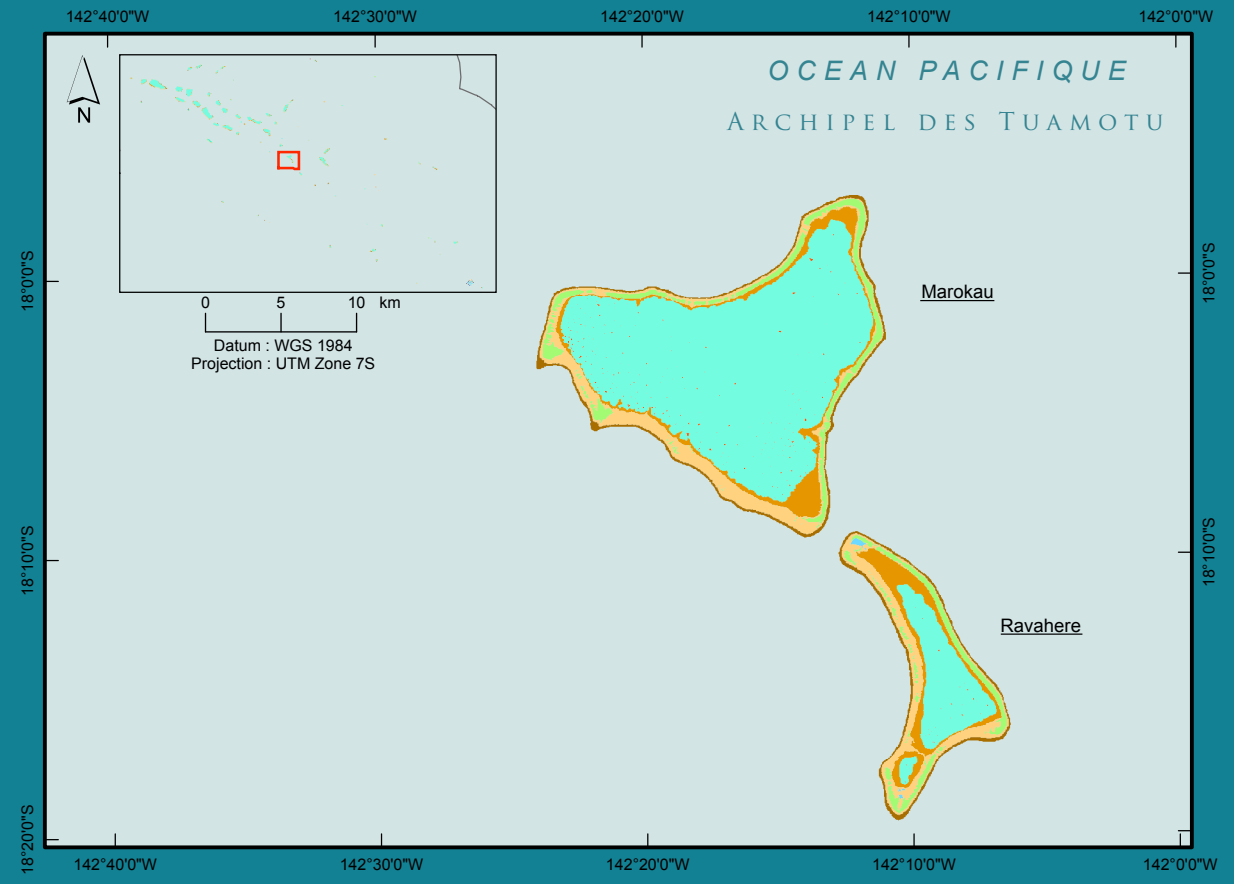 142°40'0"W 142°30'0"W 142°20'0"W 142°10'0"W 142°0'0"W
N
OCEAN PACIFIQUE
ARCHIPEL DES TUAMOTU
18°0'0"S
18°0'0"S
Marokau
0 5 10 km
Datum : WGS 1984
Projection : UTM Zone 7S
18°10'0"S
18°10'0"S
Ravahere
18°20'0"S
142°40'0"W 142°30'0"W 142°20'0"W 142°10'0"W 142°0'0"W